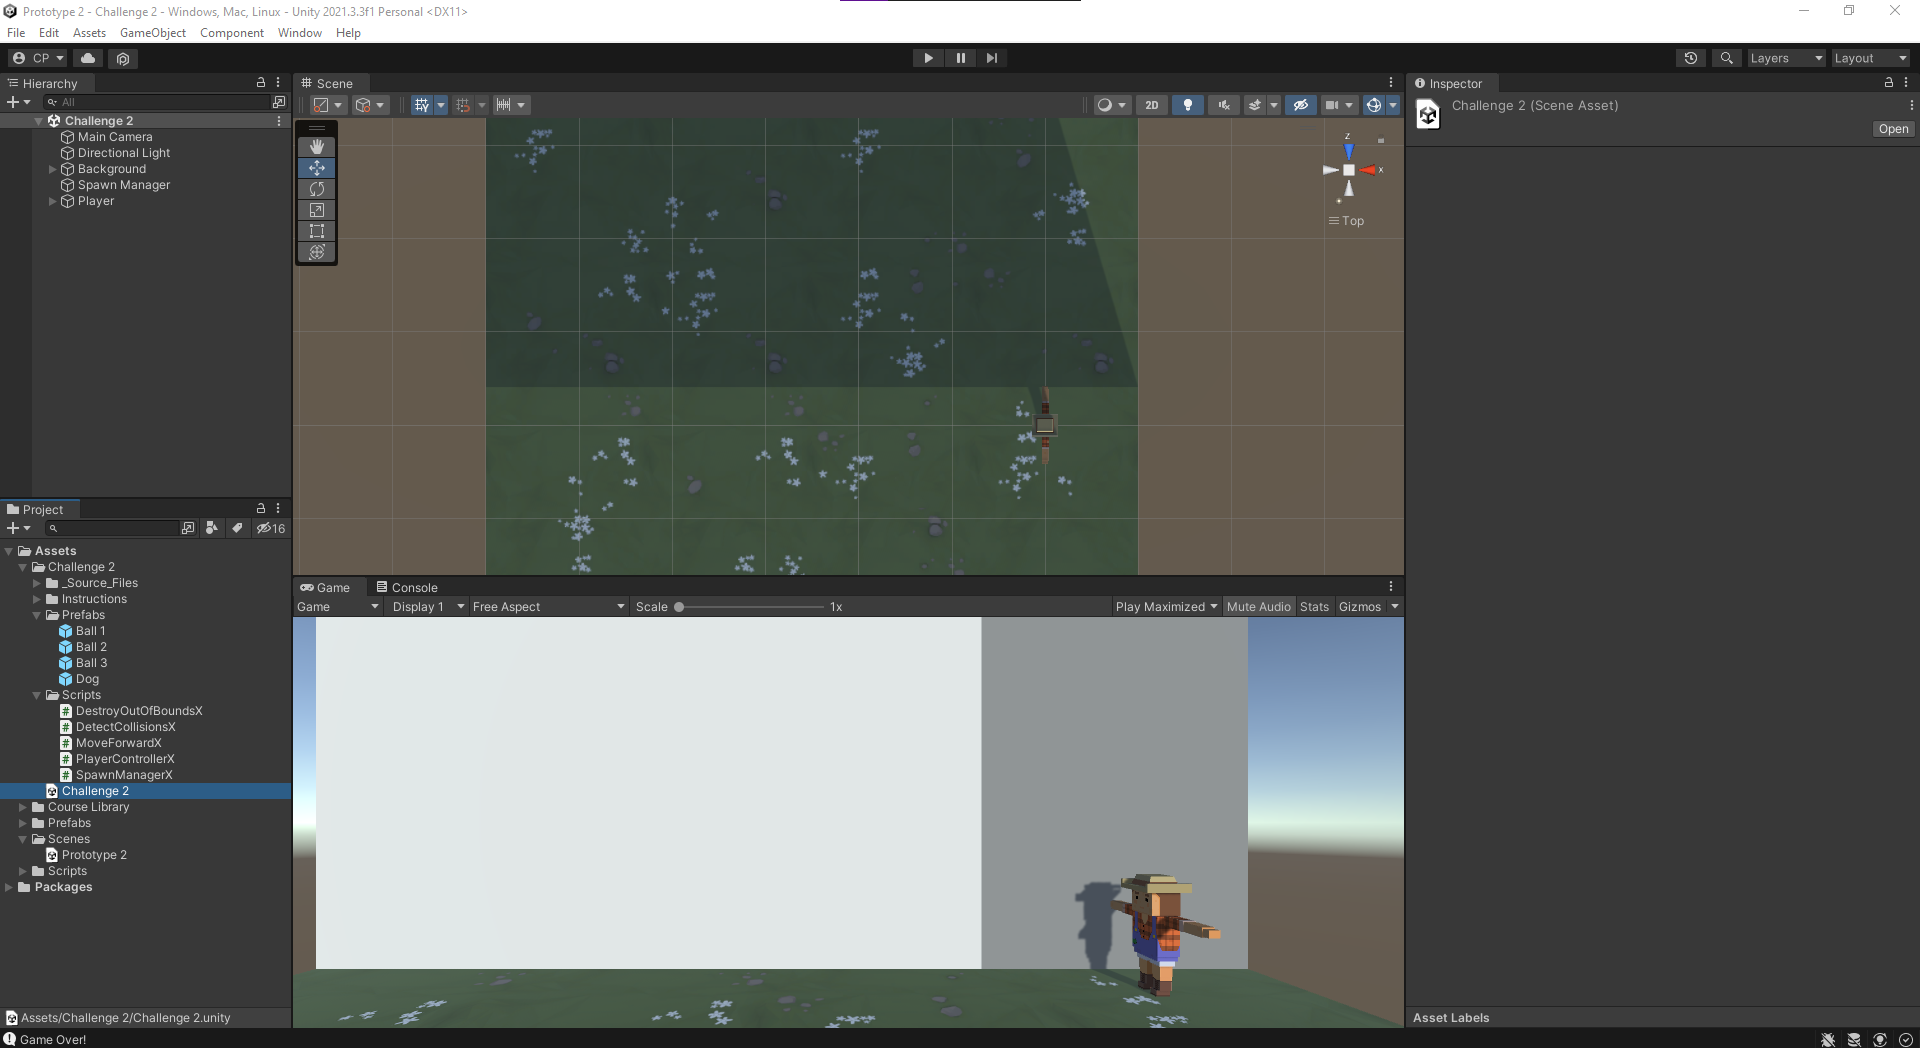 Prototype 2 - Challenge 2 - Windows, Mac, Linux - Unity 2021.3.3f1 Personal <DX11>
File Edit Assets GameObject Component Window Help
CP Layers Layout
Hierarchy
All
Challenge 2
Main Camera
Directional Light
Background
Spawn Manager
Player
Scene
2D
Z
x
Top
Inspector
Challenge 2 (Scene Asset)
Open
Project
16
Assets
Challenge 2
_Source_Files
Instructions
Prefabs
Ball 1
Ball 2
Ball 3
Dog
Scripts
DestroyOutOfBoundsX
DetectCollisionsX
MoveForwardX
PlayerControllerX
SpawnManagerX
Challenge 2
Course Library
Prefabs
Scenes
Prototype 2
Scripts
Packages
Assets/Challenge 2/Challenge 2.unity
Game Console
Game Display 1 Free Aspect Scale 1x Play Maximized Mute Audio Stats Gizmos
Asset Labels
Game Over!